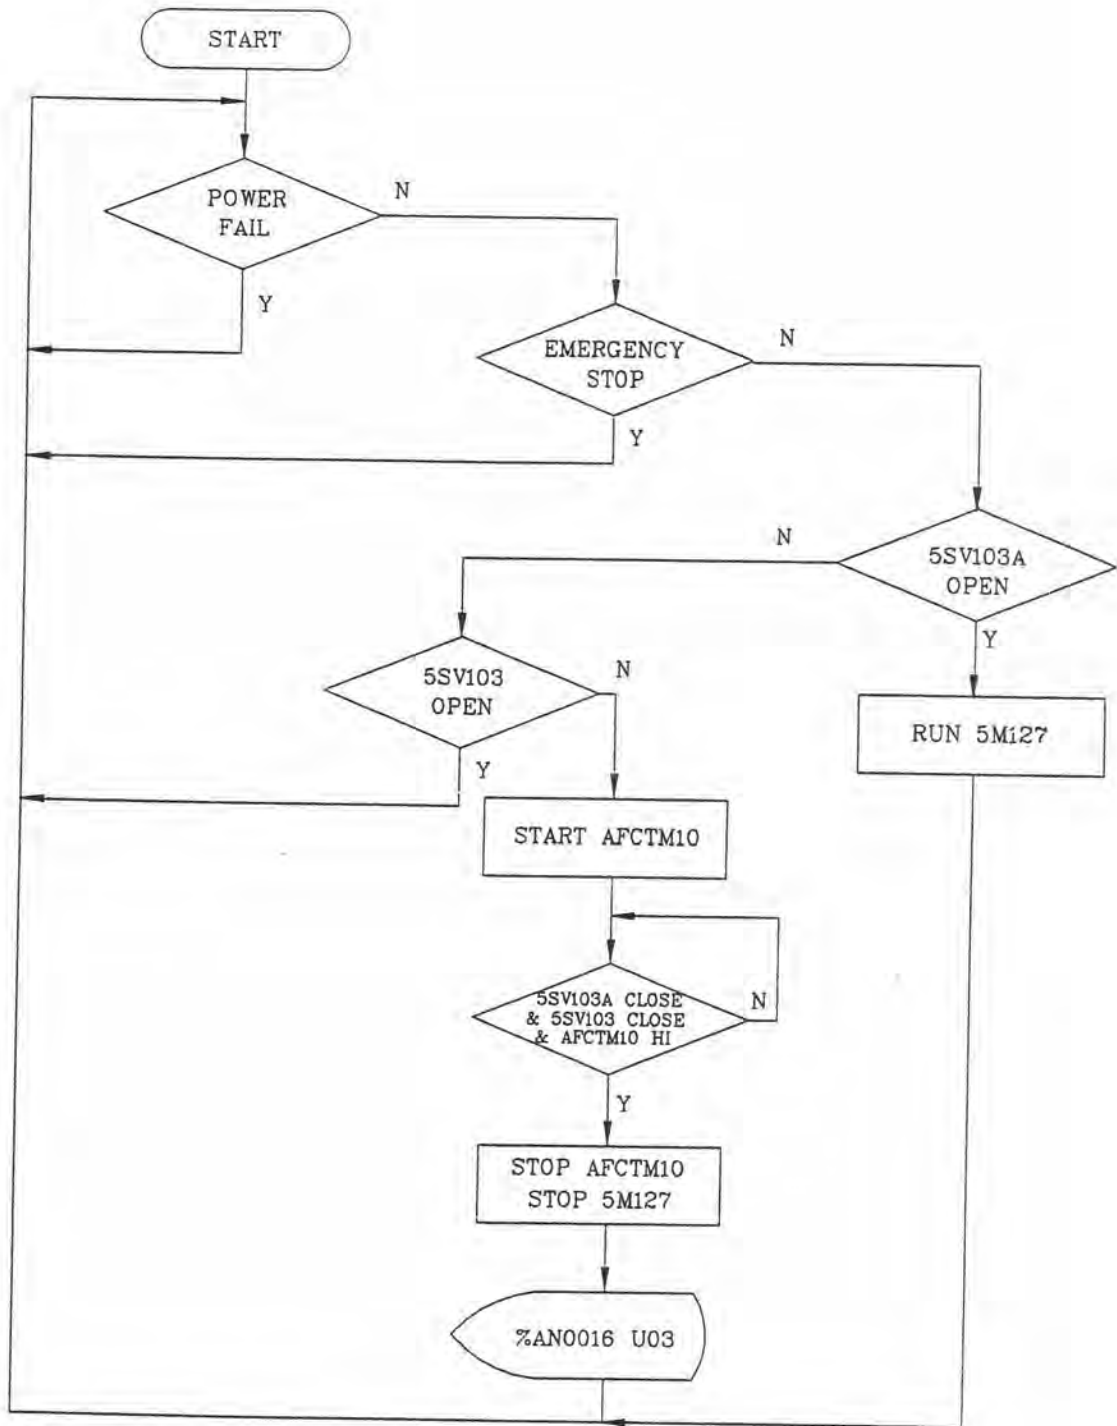 START
POWER
FAIL
N
Y
EMERGENCY
STOP
N
Y
5SV103A
OPEN
N
Y
5SV103
OPEN
N
Y
RUN 5M127
START AFCTM10
5SV103A CLOSE
& 5SV103 CLOSE
& AFCTM10 HI
N
Y
STOP AFCTM10
STOP 5M127
%AN0016 U03